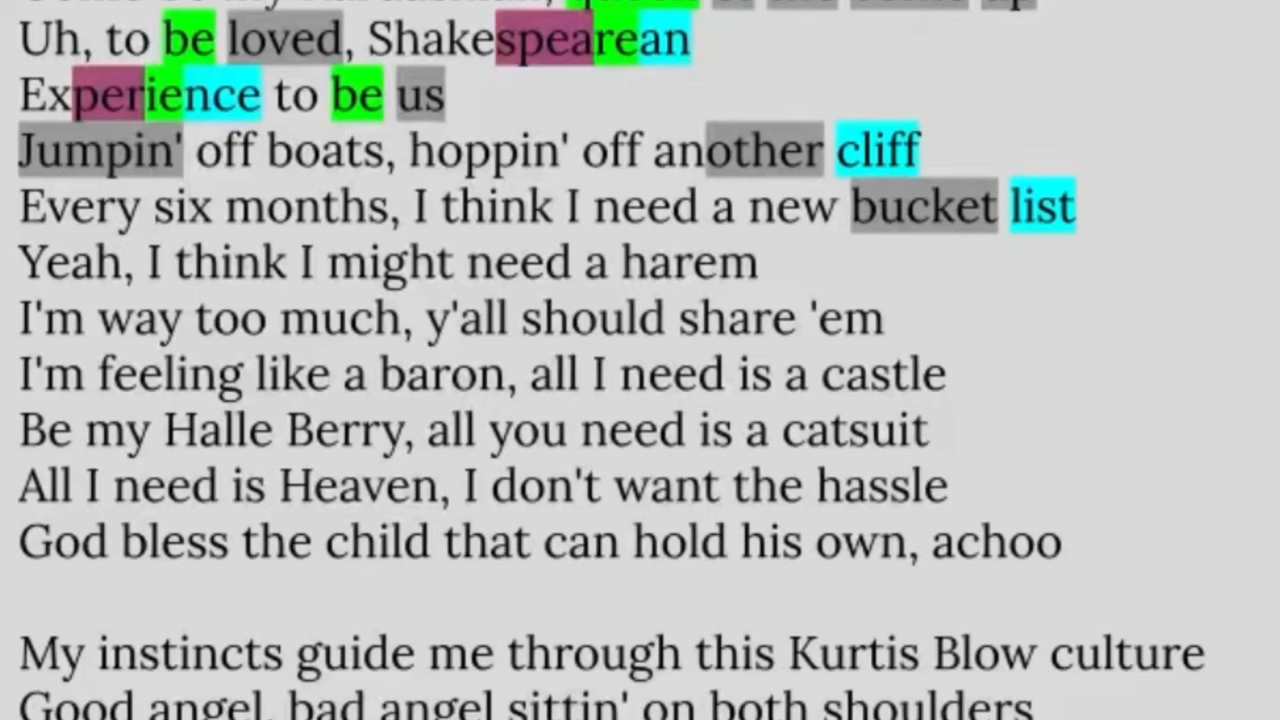 Uh, to be loved, Shakespearean
Experience to be us
Jumpin' off boats, hoppin' off another cliff
Every six months, I think I need a new bucket list
Yeah, I think I might need a harem
I'm way too much, y'all should share 'em
I'm feeling like a baron, all I need is a castle
Be my Halle Berry, all you need is a catsuit
All I need is Heaven, I don't want the hassle
God bless the child that can hold his own, achoo
My instincts guide me through this Kurtis Blow culture
Good angel, bad angel sittin' on both shoulders